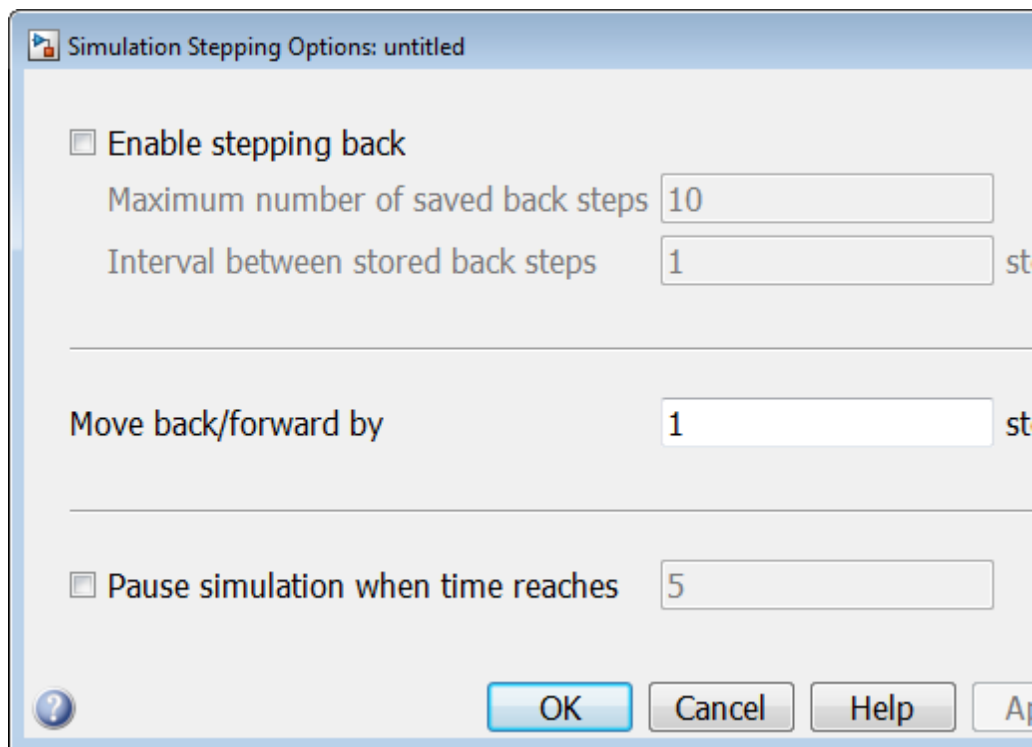 Simulation Stepping Options: untitled
Enable stepping back
Maximum number of saved back steps 10
Interval between stored back steps 1
Move back/forward by 1
Pause simulation when time reaches 5
OK Cancel Help